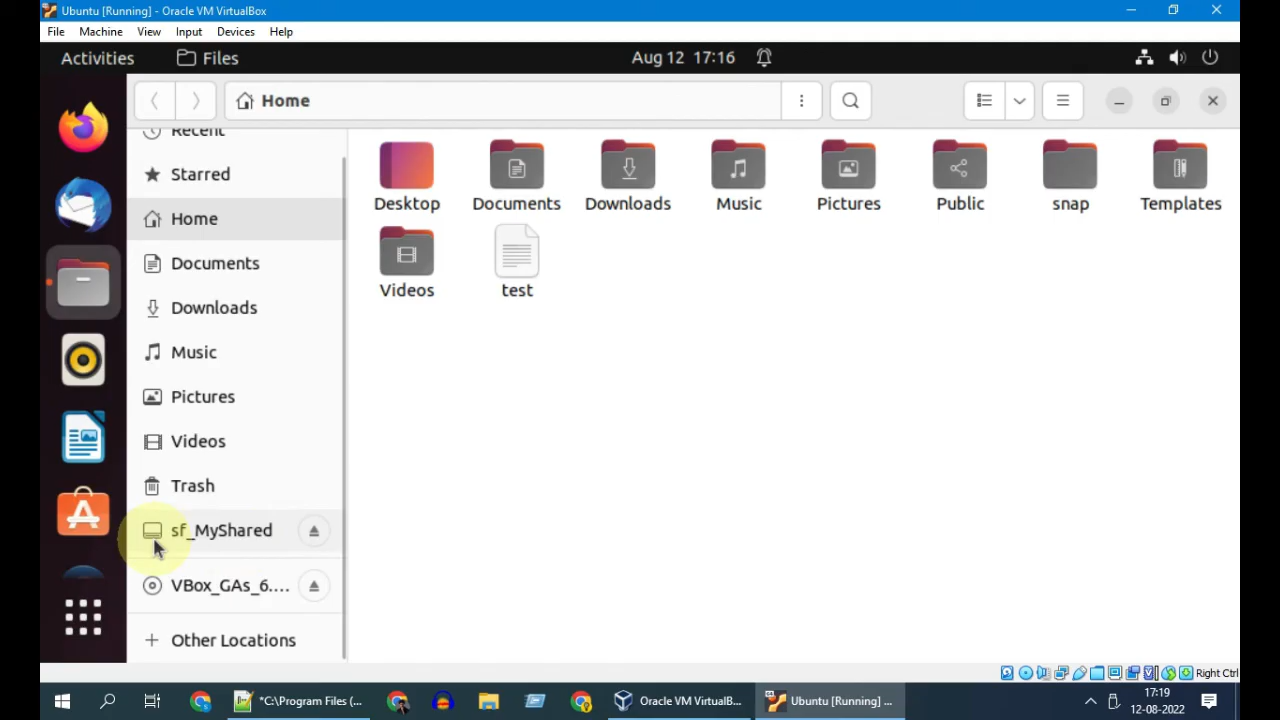 Ubuntu [Running] - Oracle VM VirtualBox
File Machine View Input Devices Help
Activities Files Aug 12 17:16
Home
Recent
Starred
Home
Documents
Downloads
Music
Pictures
Videos
Trash
sf_MyShared
VBox_GAs_6....
Other Locations
Desktop Documents Downloads Music Pictures Public snap Templates
Videos test
Right Ctrl
*C:\Program Files (... Oracle VM VirtualB... Ubuntu [Running] ... 17:19
12-08-2022